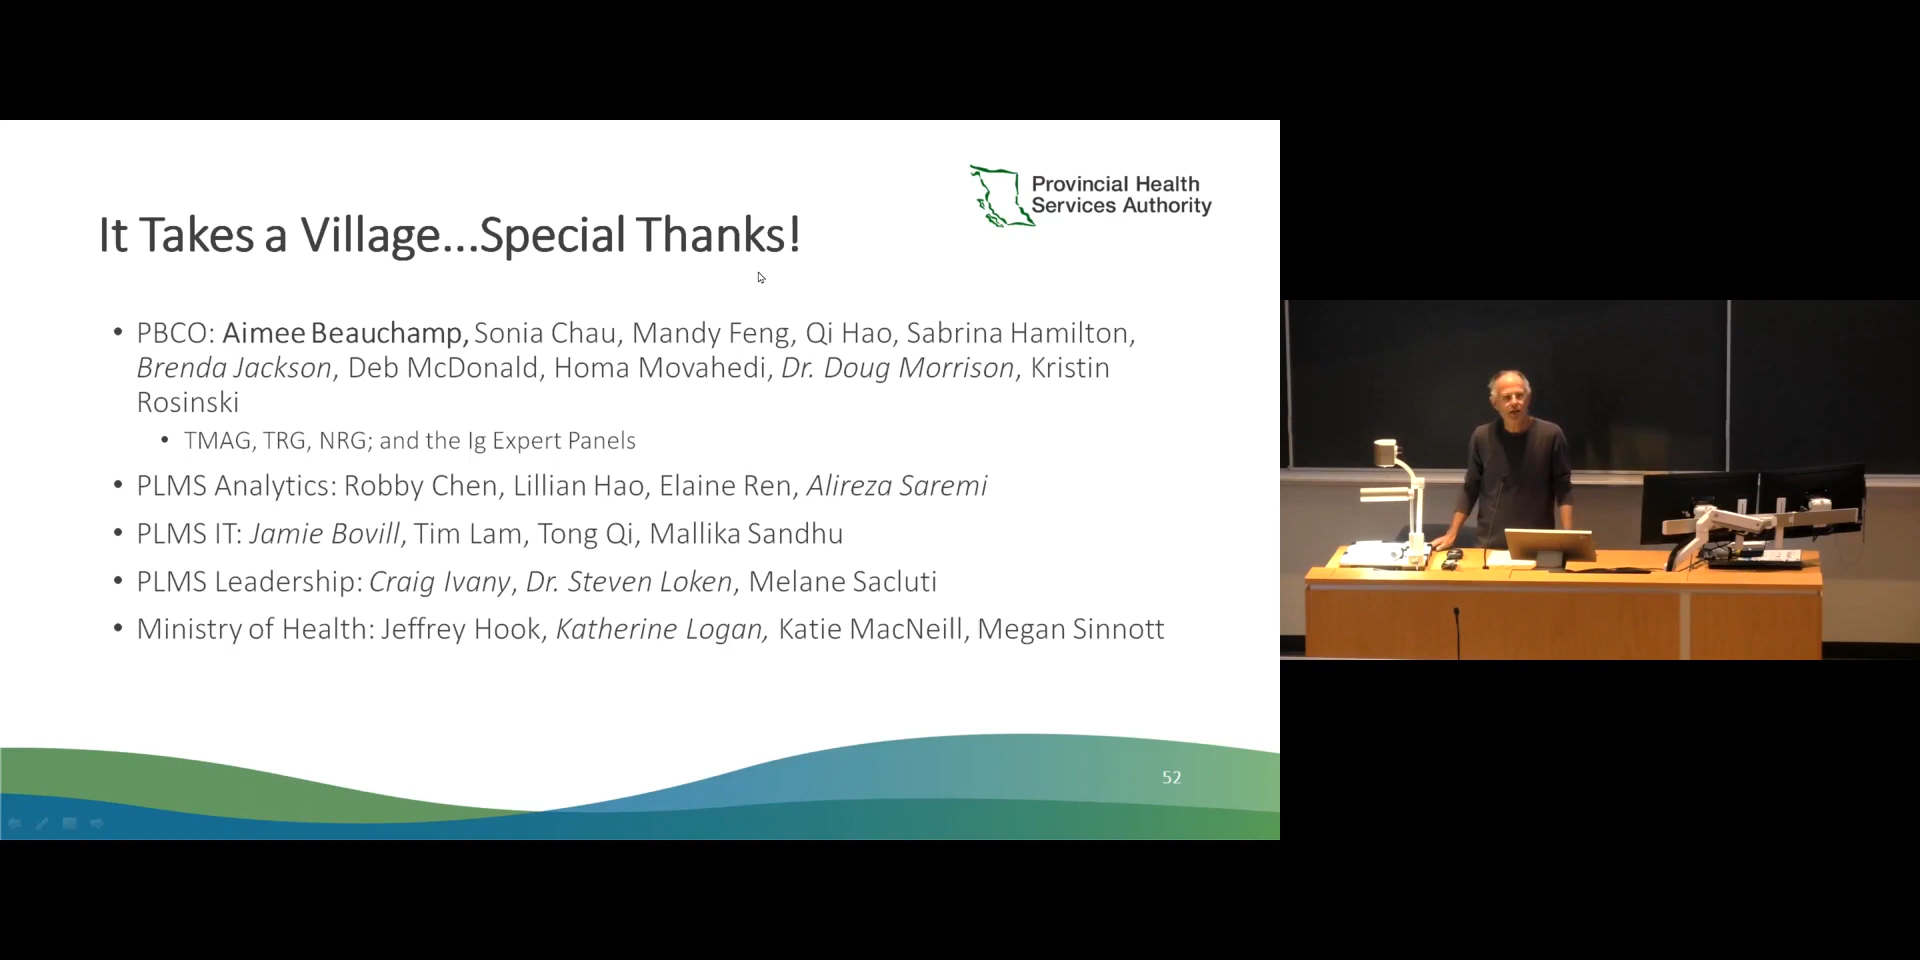 Provincial Health
Services Authority
It Takes a Village...Special Thanks!
• PBCO: Aimee Beauchamp, Sonia Chau, Mandy Feng, Qi Hao, Sabrina Hamilton,
Brenda Jackson, Deb McDonald, Homa Movahedi, Dr. Doug Morrison, Kristin
Rosinski
• TMAG, TRG, NRG; and the Ig Expert Panels
• PLMS Analytics: Robby Chen, Lillian Hao, Elaine Ren, Alireza Saremi
• PLMS IT: Jamie Bovill, Tim Lam, Tong Qi, Mallika Sandhu
• PLMS Leadership: Craig Ivany, Dr. Steven Loken, Melane Sacluti
• Ministry of Health: Jeffrey Hook, Katherine Logan, Katie MacNeill, Megan Sinnott
52